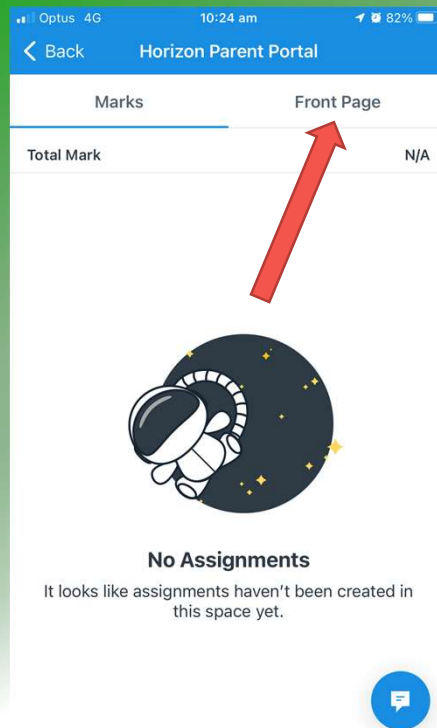 Optus 4G 10:24 am 82%
Back Horizon Parent Portal
Marks Front Page
Total Mark N/A
No Assignments
It looks like assignments haven't been created in
this space yet.